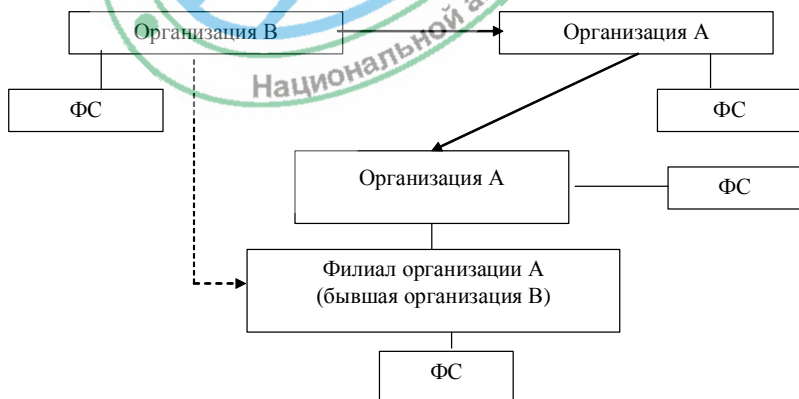 Организация В
Организация А
Национальной а
ФС
ФС
Организация А
ФС
Филиал организации А
(бывшая организация В)
ФС